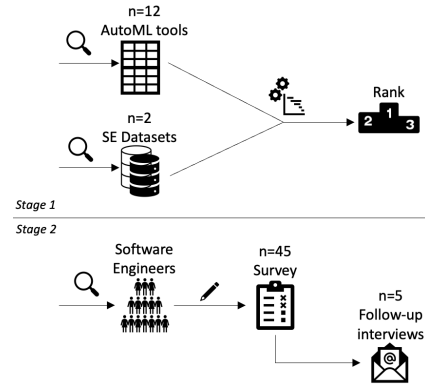 n=12
AutoML tools
n=2
SE Datasets
Rank
2 1 3
Stage 1
Stage 2
Software
Engineers
n=45
Survey
n=5
Follow-up
interviews
@